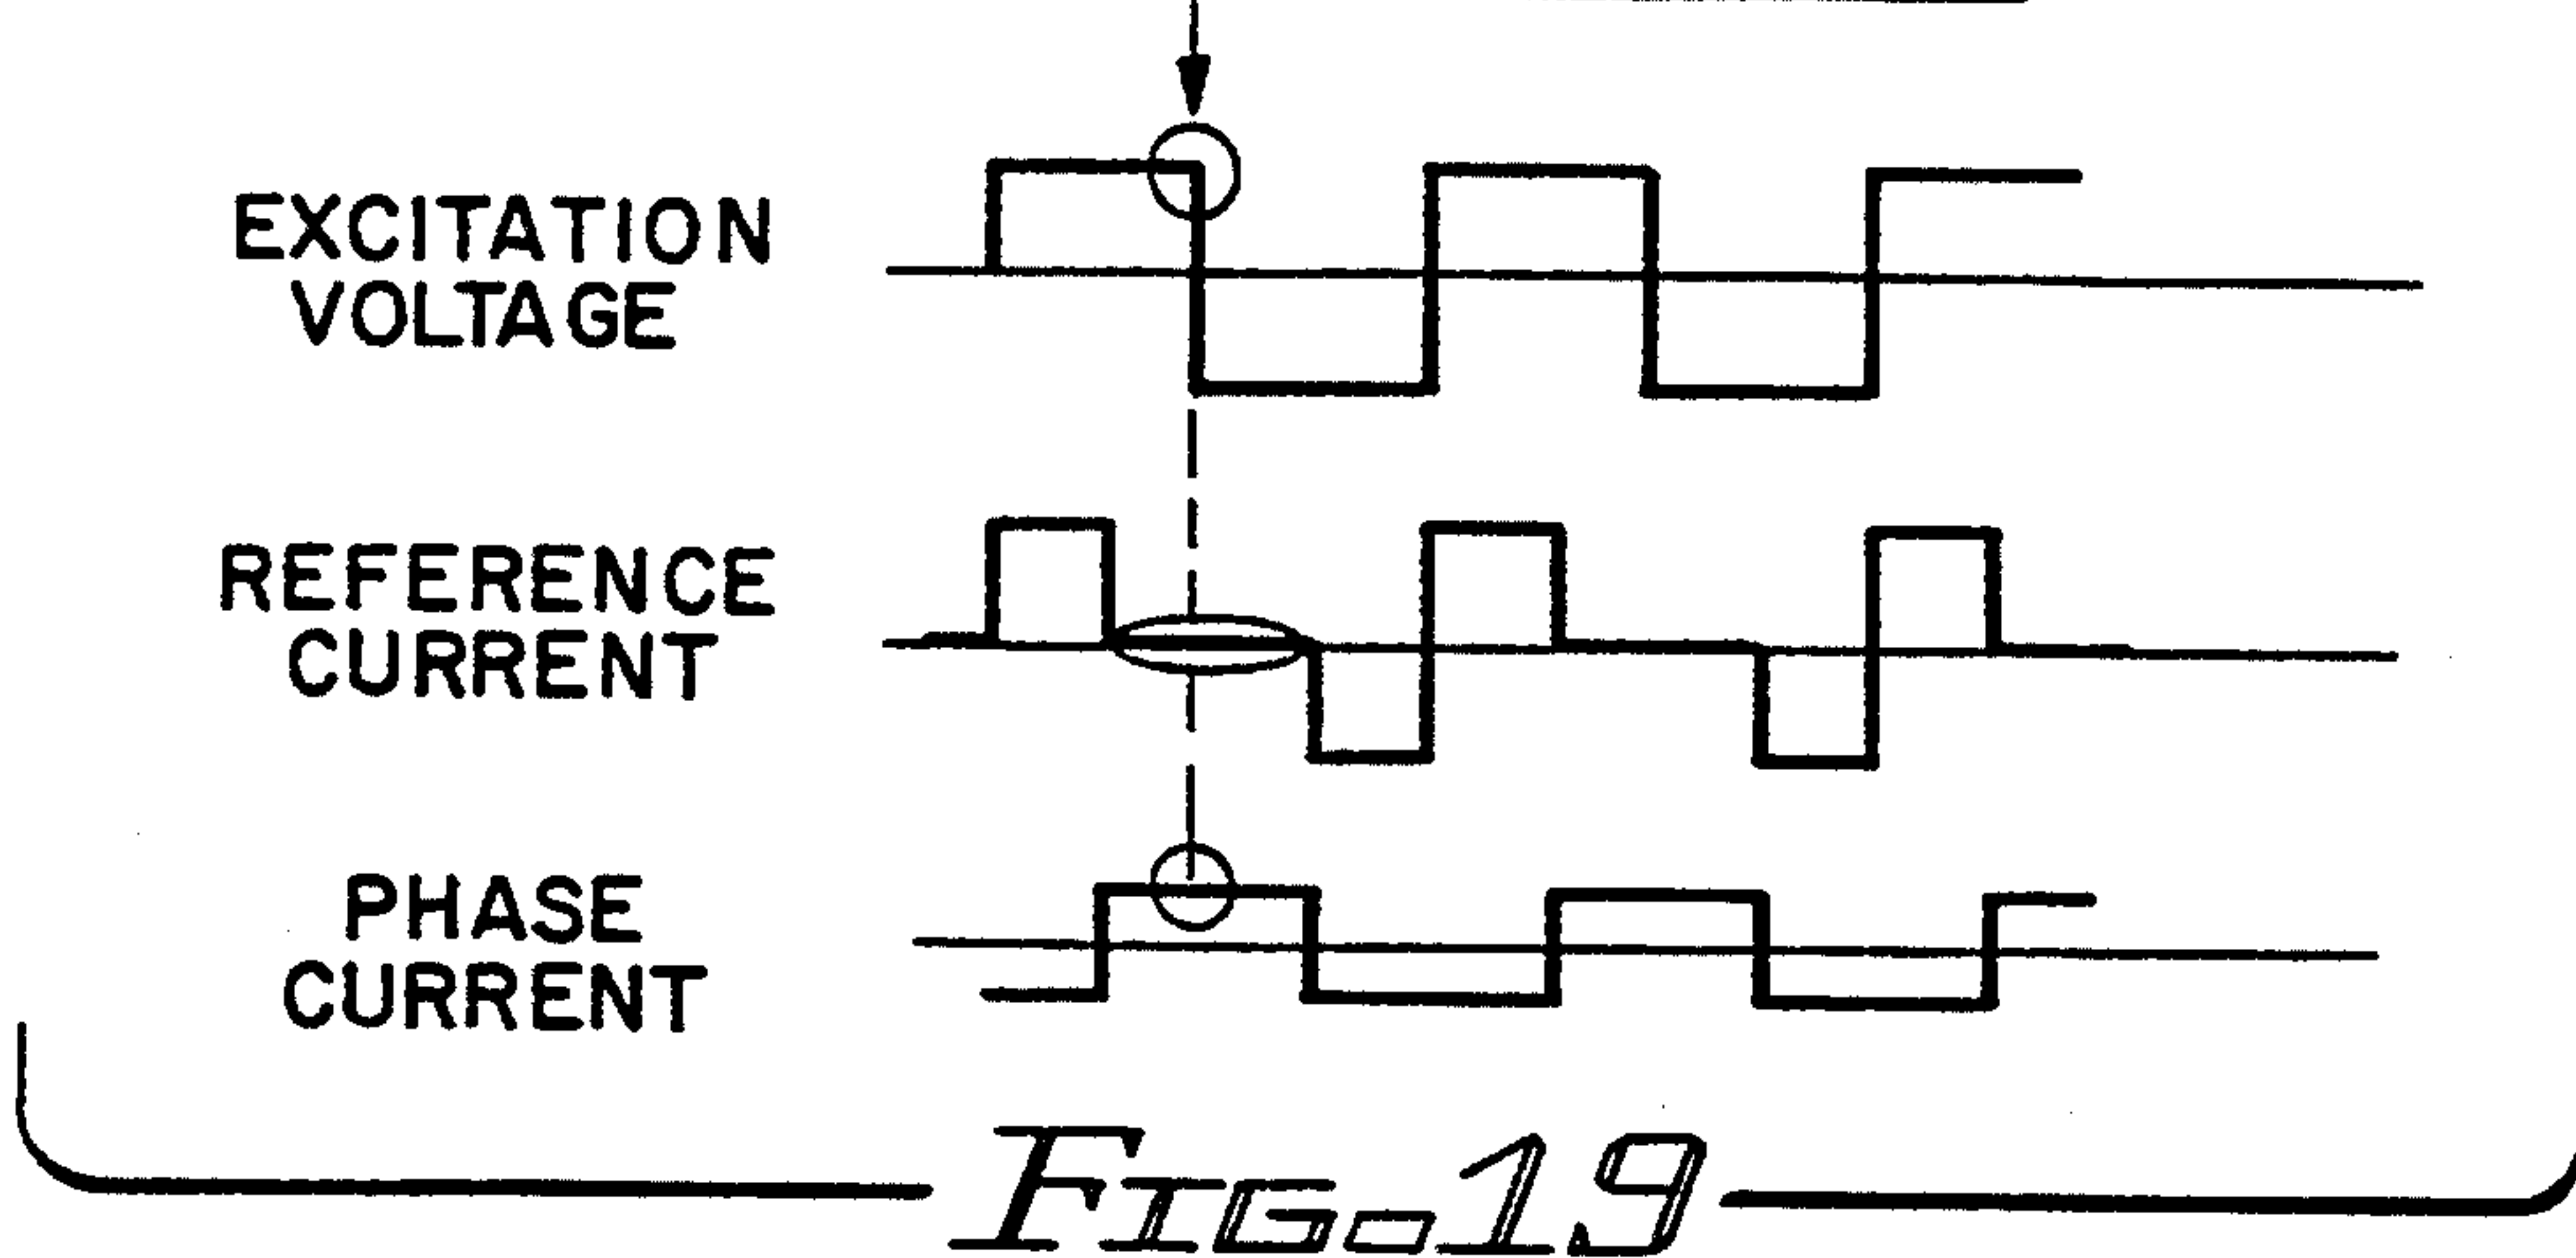 EXCITATION
VOLTAGE
REFERENCE
CURRENT
PHASE
CURRENT
FIG. 19